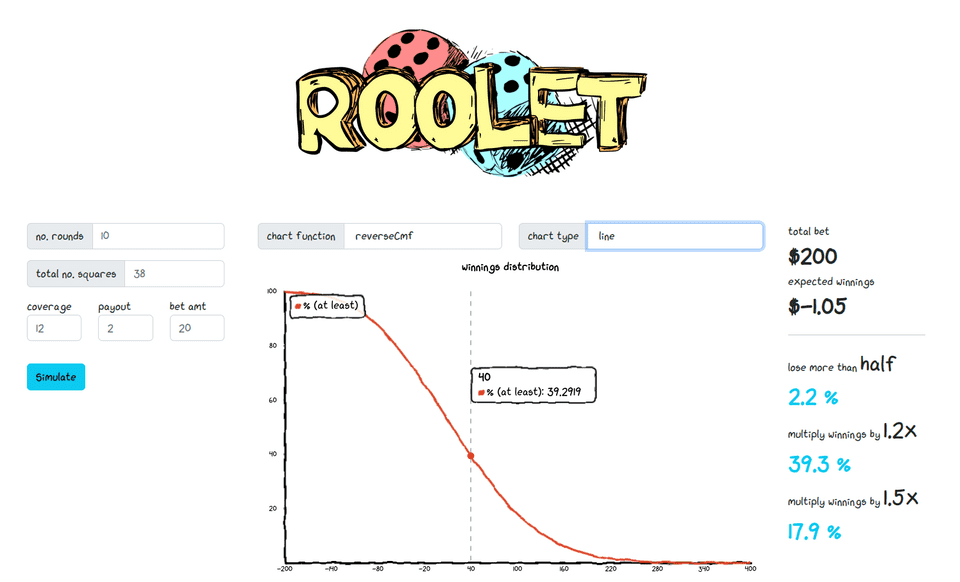 ROOLET
no. rounds 10
chart function reverseCmf
chart type line
total no. squares 38
coverage payout bet amt
12 2 20
Simulate
winnings distribution
% (at least)
40
% (at least): 39.2919
100
80
60
40
20
-200 -140 -80 -20 40 100 160 220 280 340 400
total bet
$200
expected winnings
$-1.05
lose more than half
2.2 %
multiply winnings by 1.2x
39.3 %
multiply winnings by 1.5x
17.9 %